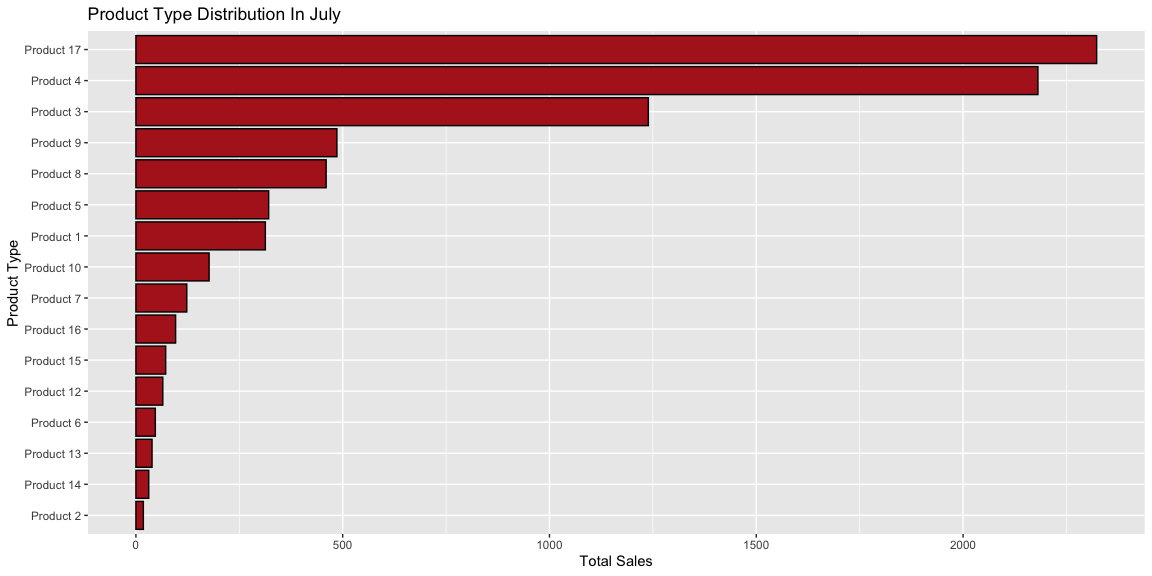 Product Type Distribution In July
Product Type
Product 17
Product 4
Product 3
Product 9
Product 8
Product 5
Product 1
Product 10
Product 7
Product 16
Product 15
Product 12
Product 6
Product 13
Product 14
Product 2
0 500 1000 1500 2000
Total Sales